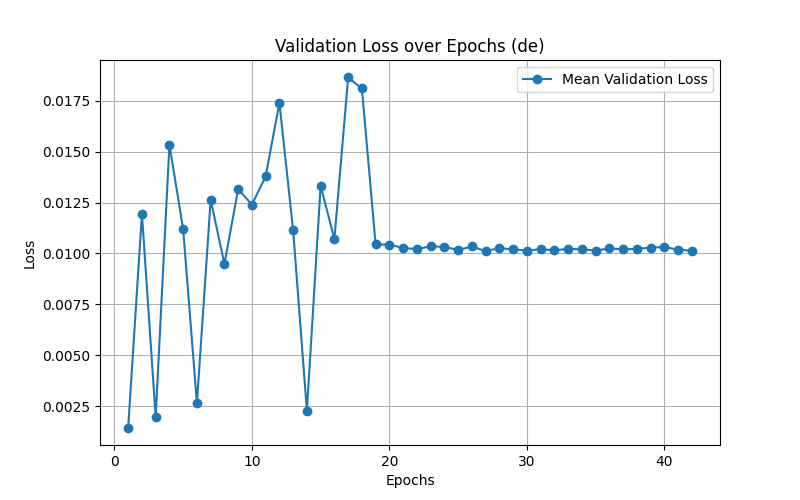 Validation Loss over Epochs (de)
Mean Validation Loss
0.0175
0.0150
0.0125
0.0100
0.0075
0.0050
0.0025
Loss
0 10 20 30 40
Epochs